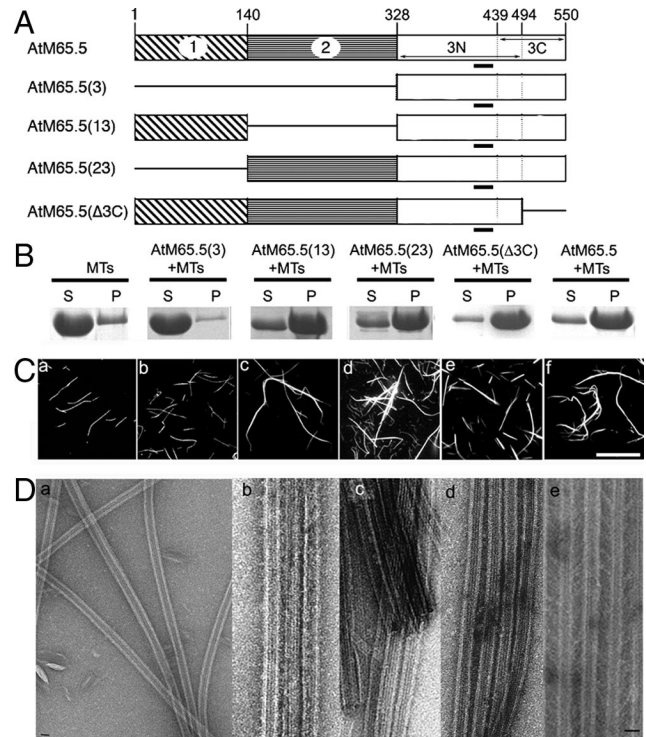 A
1 140 328 439 494 550
AtM65.5
1 2 3N 3C
AtM65.5(3)
AtM65.5(13)
AtM65.5(23)
AtM65.5(Δ3C)
B
MTs AtM65.5(3) +MTs AtM65.5(13) +MTs AtM65.5(23) +MTs AtM65.5(Δ3C) +MTs AtM65.5 +MTs
S P S P S P S P S P S P
C
a b c d e f
D
a b c d e